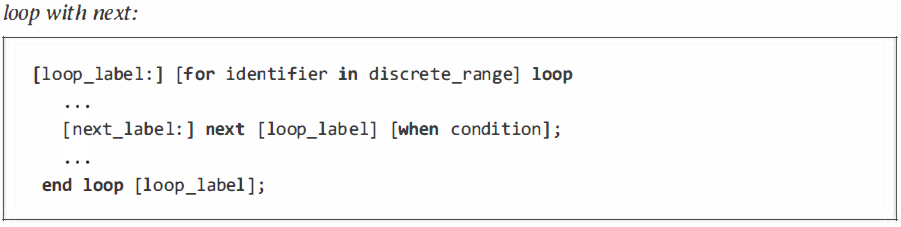 loop with next:
[loop_label:] [for identifier in discrete_range] loop
...
[next_label:] next [loop_label] [when condition];
...
end loop [loop_label];